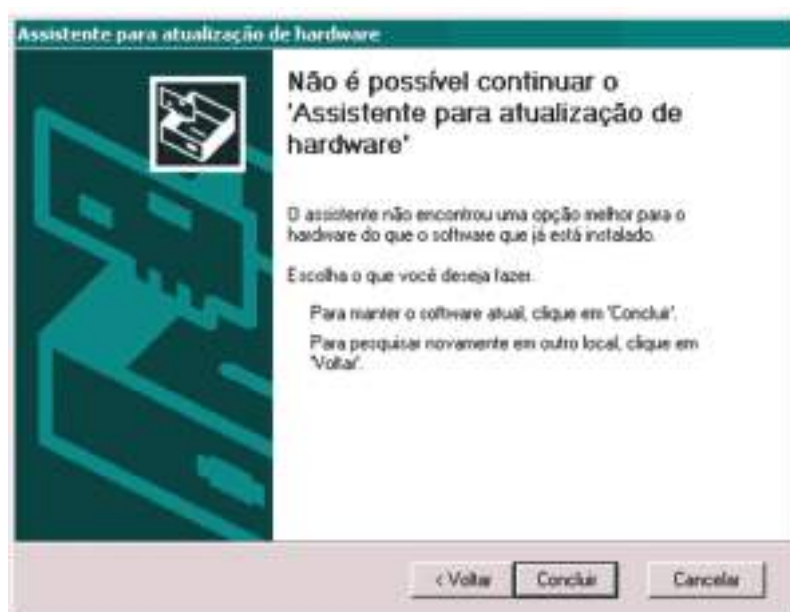 Assistente para atualização de hardware
Não é possível continuar o
'Assistente para atualização de
hardware'
O assistente não encontrou uma opção melhor para o
hardware do que o software que já está instalado.
Escolha o que você deseja fazer.
Para manter o software atual, clique em 'Concluir'.
Para pesquisar novamente em outro local, clique em
'Voltar'.
< Voltar Concluir Cancelar